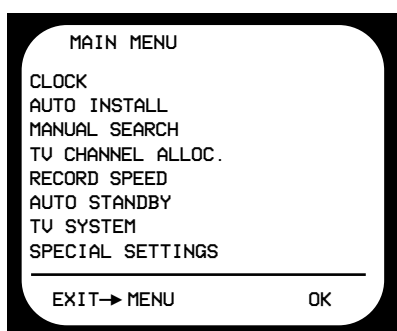 MAIN MENU
CLOCK
AUTO INSTALL
MANUAL SEARCH
TV CHANNEL ALLOC.
RECORD SPEED
AUTO STANDBY
TV SYSTEM
SPECIAL SETTINGS
EXIT→ MENU OK